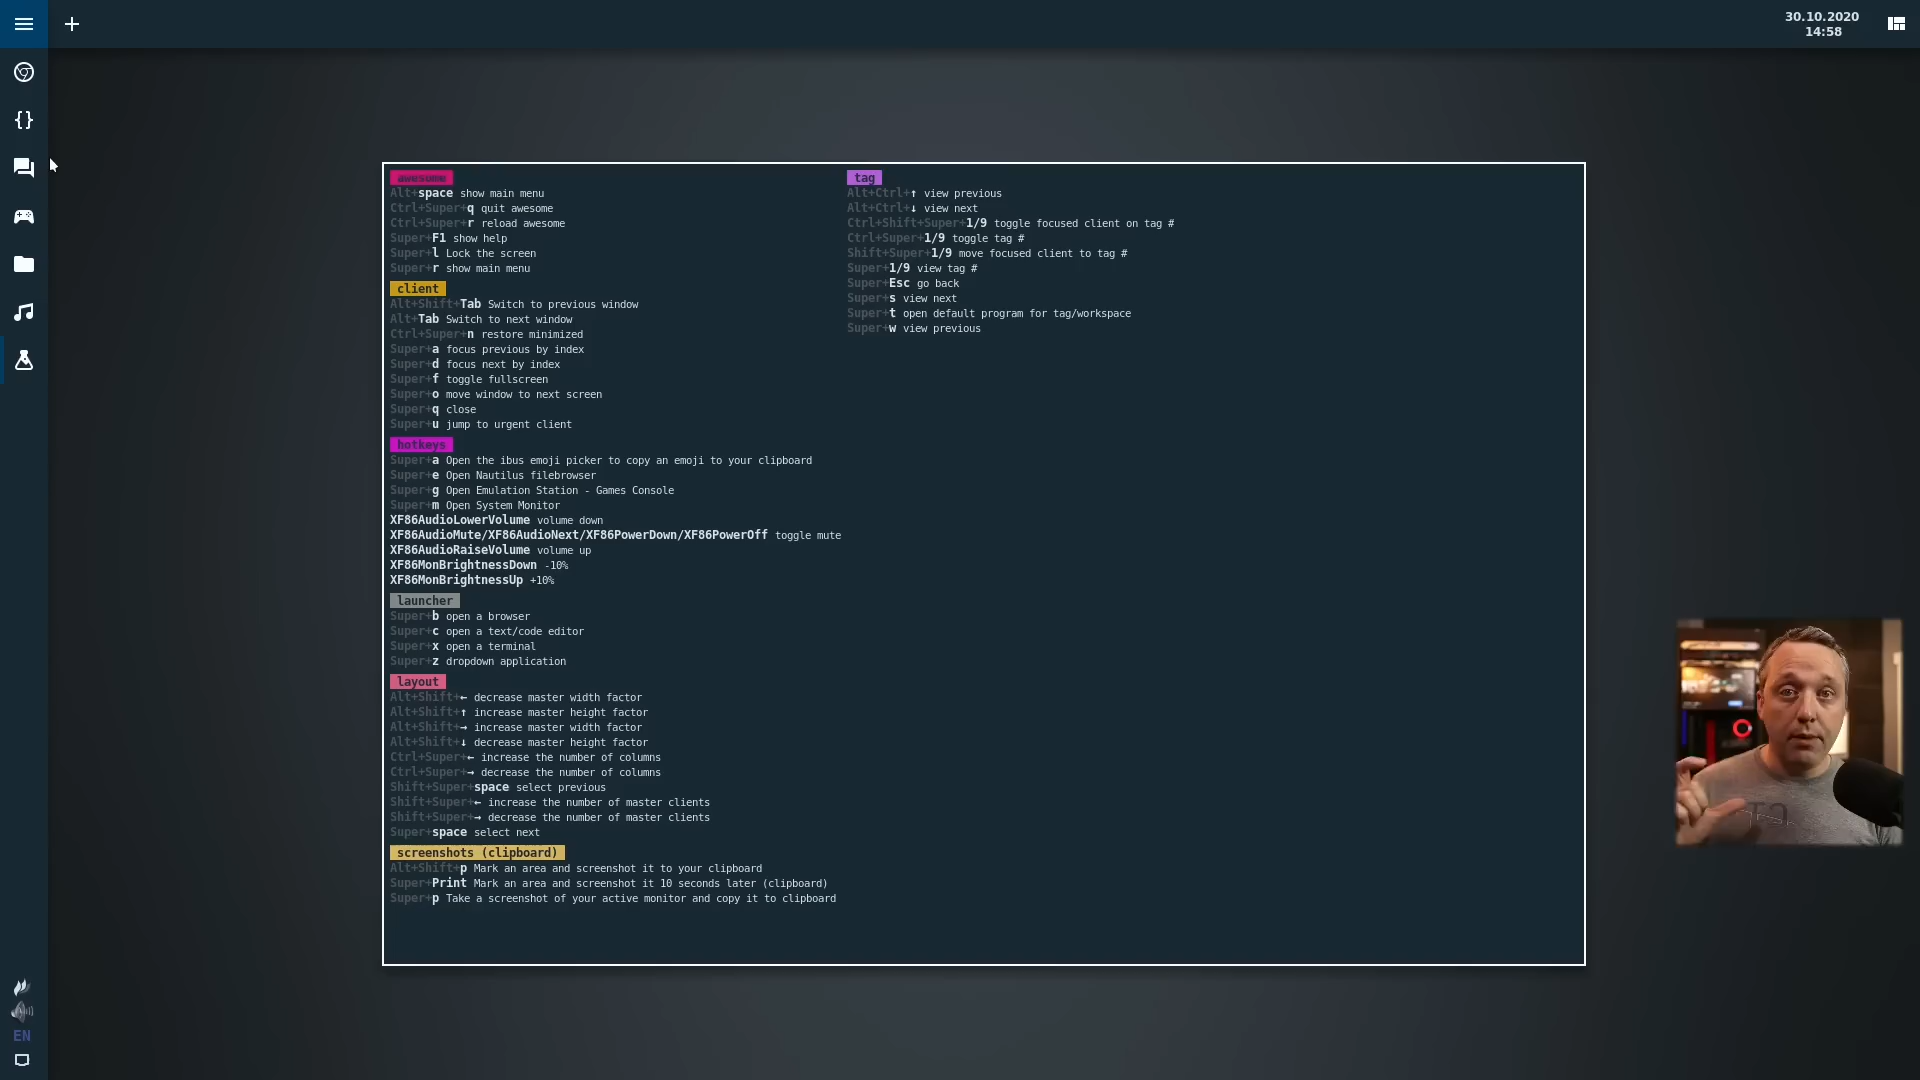 30.10.2020
14:58
awesome
Alt+space show main menu
Ctrl+Super+q quit awesome
Ctrl+Super+r reload awesome
Super+F1 show help
Super+l Lock the screen
Super+r show main menu
client
Alt+Shift+Tab Switch to previous window
Alt+Tab Switch to next window
Ctrl+Super+n restore minimized
Super+a focus previous by index
Super+d focus next by index
Super+f toggle fullscreen
Super+o move window to next screen
Super+q close
Super+u jump to urgent client
hotkeys
Super+a Open the ibus emoji picker to copy an emoji to your clipboard
Super+e Open Nautilus filebrowser
Super+g Open Emulation Station - Games Console
Super+m Open System Monitor
XF86AudioLowerVolume volume down
XF86AudioMute/XF86AudioNext/XF86PowerDown/XF86PowerOff toggle mute
XF86AudioRaiseVolume volume up
XF86MonBrightnessDown -10%
XF86MonBrightnessUp +10%
launcher
Super+b open a browser
Super+c open a text/code editor
Super+x open a terminal
Super+z dropdown application
layout
Alt+Shift+← decrease master width factor
Alt+Shift+↑ increase master height factor
Alt+Shift+→ increase master width factor
Alt+Shift+↓ decrease master height factor
Ctrl+Super+← increase the number of columns
Ctrl+Super+→ decrease the number of columns
Shift+Super+space select previous
Shift+Super+← increase the number of master clients
Shift+Super+→ decrease the number of master clients
Super+space select next
screenshots (clipboard)
Alt+Shift+p Mark an area and screenshot it to your clipboard
Super+Print Mark an area and screenshot it 10 seconds later (clipboard)
Super+p Take a screenshot of your active monitor and copy it to clipboard
tag
Alt+Ctrl+↑ view previous
Alt+Ctrl+↓ view next
Ctrl+Shift+Super+1/9 toggle focused client on tag #
Ctrl+Super+1/9 toggle tag #
Shift+Super+1/9 move focused client to tag #
Super+1/9 view tag #
Super+Esc go back
Super+s view next
Super+t open default program for tag/workspace
Super+w view previous
EN